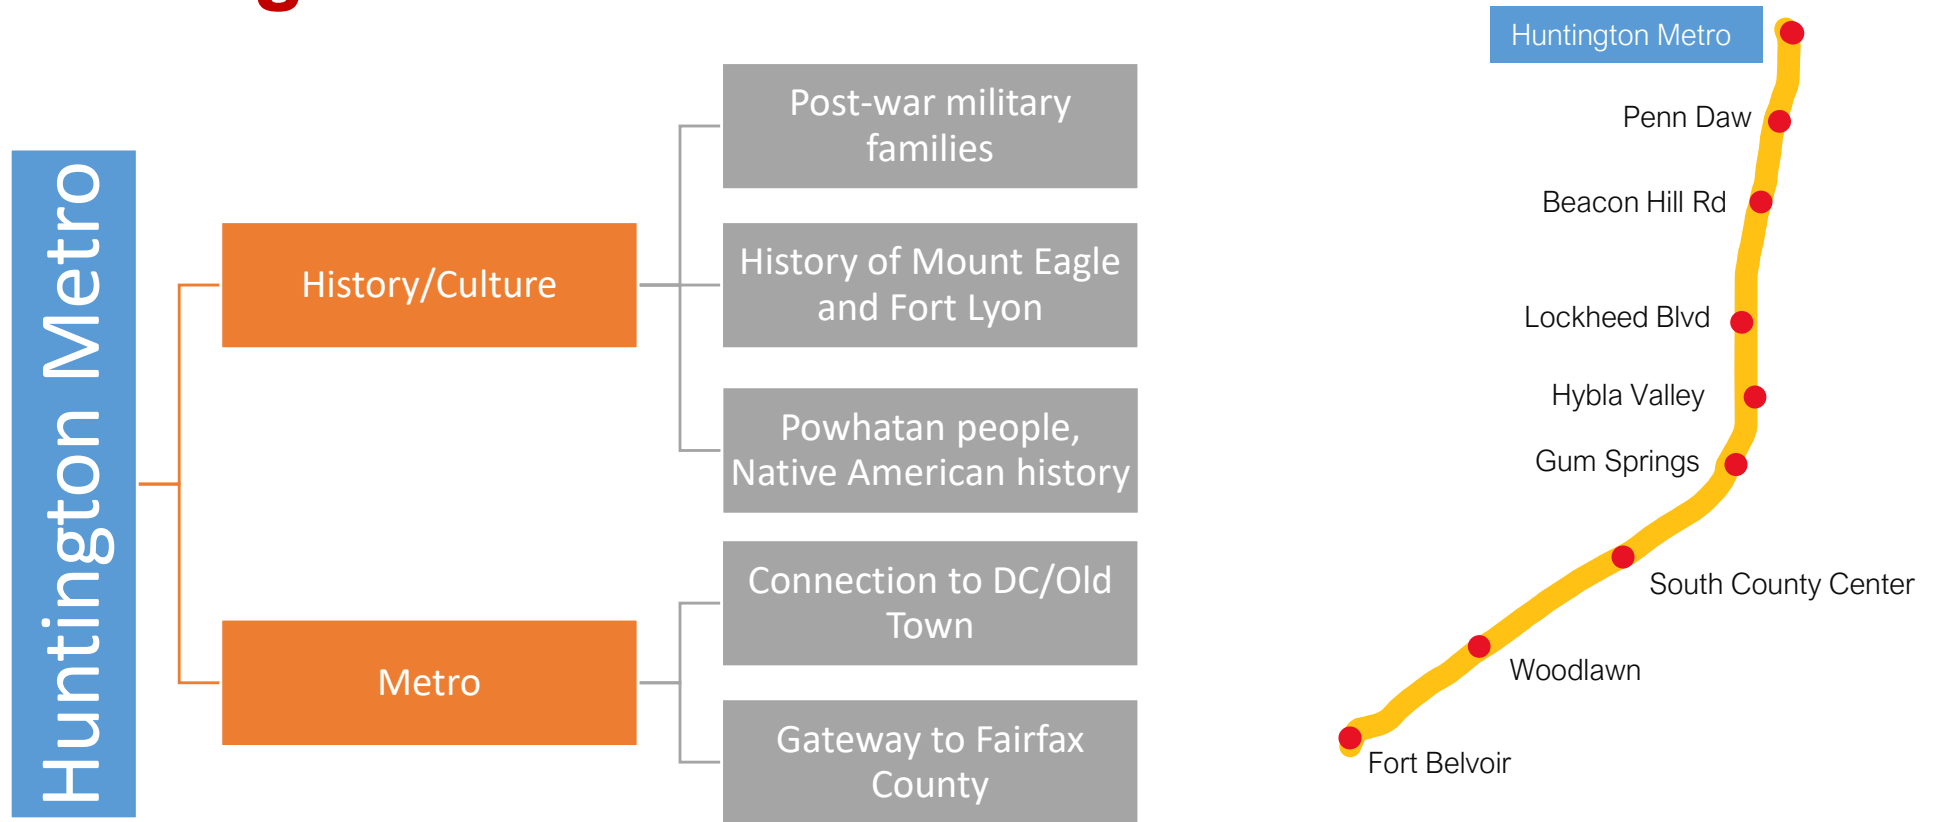 Huntington Metro
History/Culture
Post-war military
families
History of Mount Eagle
and Fort Lyon
Powhatan people,
Native American history
Metro
Connection to DC/Old
Town
Gateway to Fairfax
County
Huntington Metro
Penn Daw
Beacon Hill Rd
Lockheed Blvd
Hybla Valley
Gum Springs
South County Center
Woodlawn
Fort Belvoir